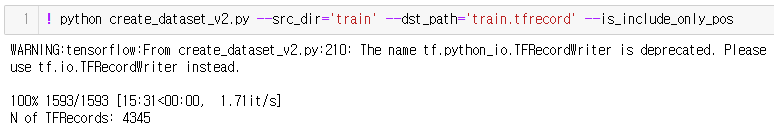 1 ! python create_dataset_v2.py --src_dir='train' --dst_path='train.tfrecord' --is_include_only_pos
WARNING:tensorflow:From create_dataset_v2.py:210: The name tf.python_io.TFRecordWriter is deprecated. Please
use tf.io.TFRecordWriter instead.
100% 1593/1593 [15:31<00:00, 1.71it/s]
N of TFRecords: 4345